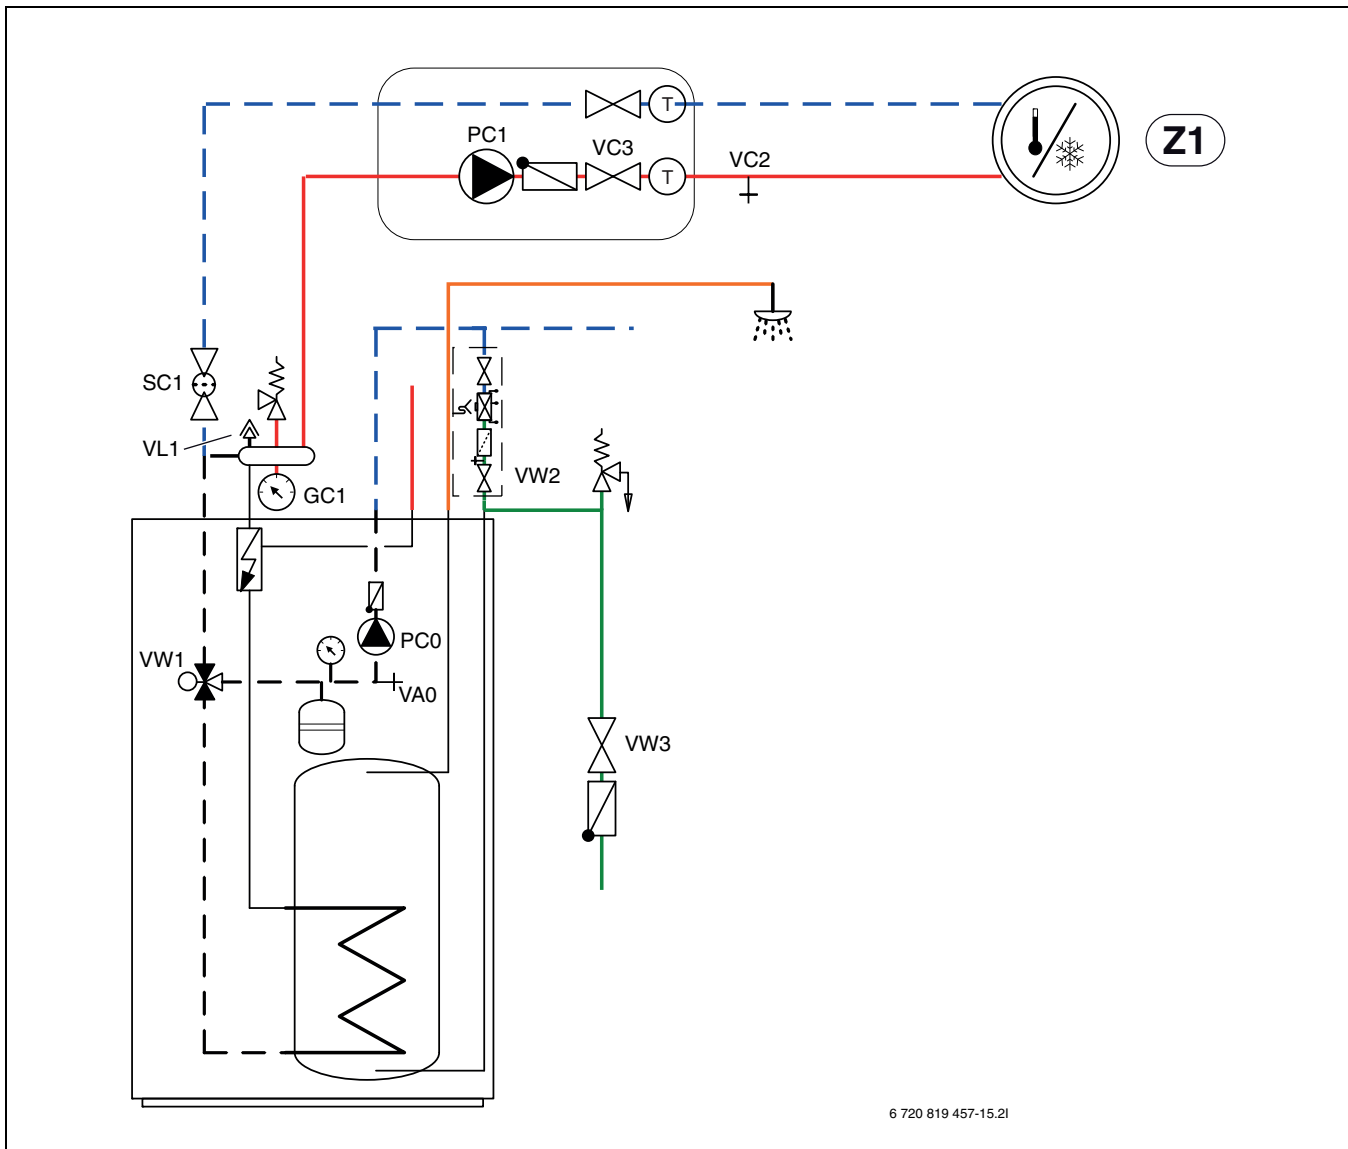 T
PC1
VC3
T
VC2
Z1
SC1
VL1
GC1
VW2
PC0
VW1
VA0
VW3
6 720 819 457-15.2I